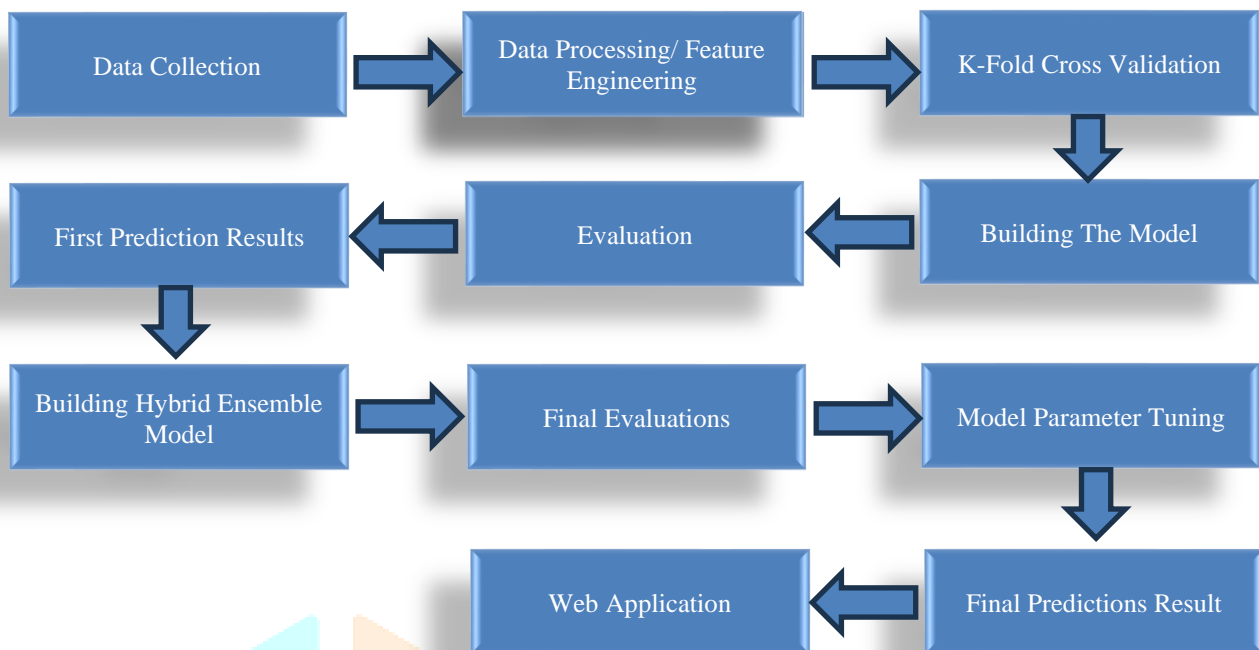 Data Collection
Data Processing/ Feature
Engineering
K-Fold Cross Validation
Building The Model
Evaluation
First Prediction Results
Building Hybrid Ensemble
Model
Final Evaluations
Model Parameter Tuning
Final Predictions Result
Web Application